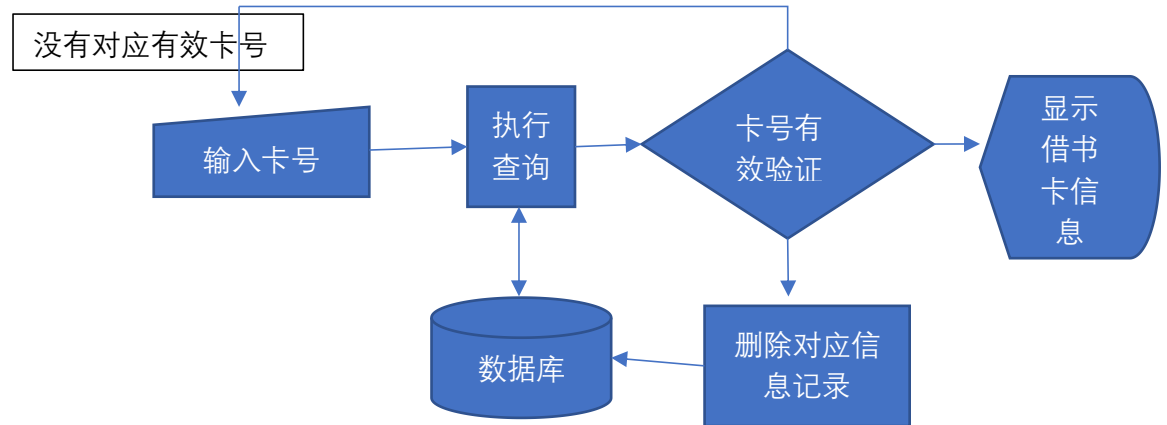 没有对应有效卡号
输入卡号
执行
查询
卡号有
效验证
显示
借书
卡信
息
数据库
删除对应信
息记录